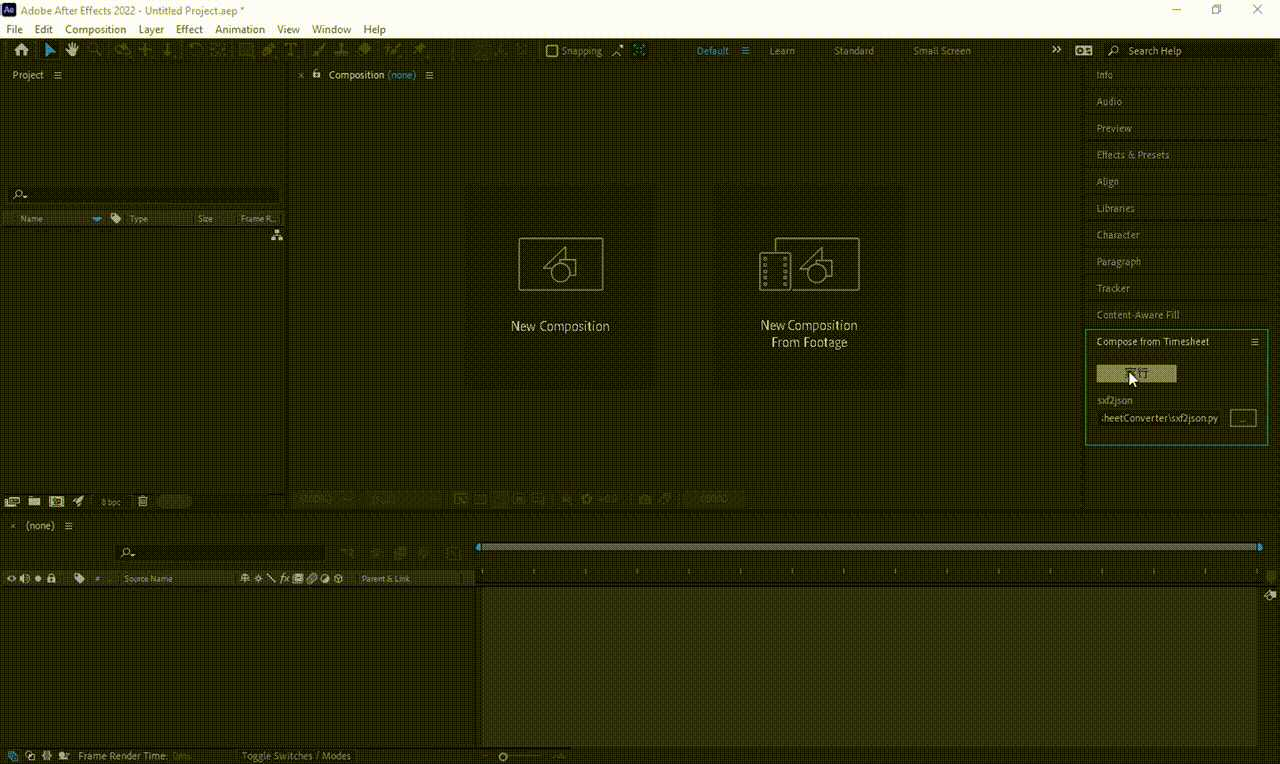 Adobe After Effects 2022 - Untitled Project.aep *
File Edit Composition Layer Effect Animation View Window Help
Snapping Default Learn Standard Small Screen Search Help
Project
Composition (none)
Info
Audio
Preview
Effects & Presets
Align
Libraries
Character
Paragraph
Tracker
Content-Aware Fill
Name Type Size Frame R...
New Composition
New Composition
From Footage
Compose from Timesheet
実行
sxf2json
:heetConverter\sxf2json.py ...
8 bpc
(none)
# Source Name fx Parent & Link
Frame Render Time: 0ms Toggle Switches / Modes